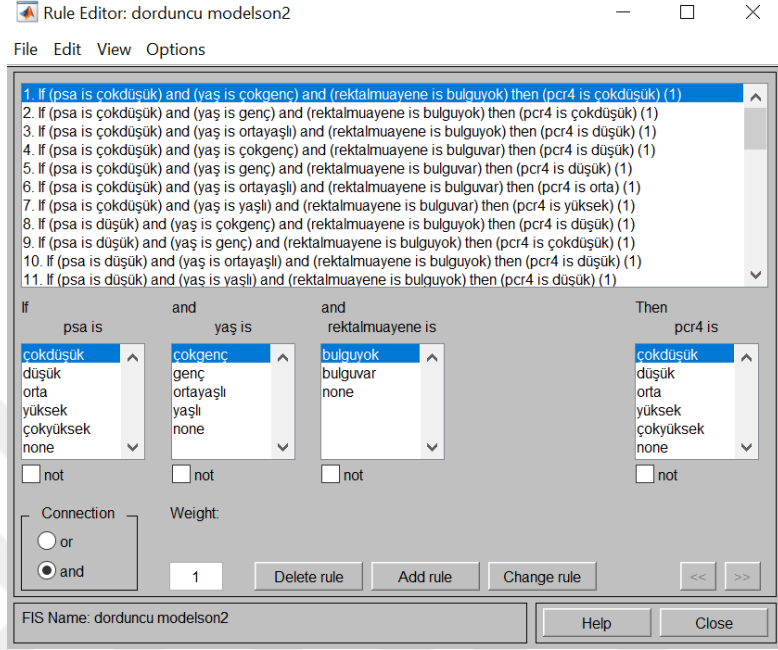 Rule Editor: dorduncu modelson2
File Edit View Options
1. If (psa is çokdüşük) and (yaş is çokgenç) and (rektalmuayene is bulguyok) then (pcr4 is çokdüşük) (1)
2. If (psa is çokdüşük) and (yaş is genç) and (rektalmuayene is bulguyok) then (pcr4 is çokdüşük) (1)
3. If (psa is çokdüşük) and (yaş is ortayaşlı) and (rektalmuayene is bulguyok) then (pcr4 is düşük) (1)
4. If (psa is çokdüşük) and (yaş is çokgenç) and (rektalmuayene is bulguvar) then (pcr4 is düşük) (1)
5. If (psa is çokdüşük) and (yaş is genç) and (rektalmuayene is bulguvar) then (pcr4 is düşük) (1)
6. If (psa is çokdüşük) and (yaş is ortayaşlı) and (rektalmuayene is bulguvar) then (pcr4 is orta) (1)
7. If (psa is çokdüşük) and (yaş is yaşlı) and (rektalmuayene is bulguvar) then (pcr4 is yüksek) (1)
8. If (psa is düşük) and (yaş is çokgenç) and (rektalmuayene is bulguyok) then (pcr4 is düşük) (1)
9. If (psa is düşük) and (yaş is genç) and (rektalmuayene is bulguyok) then (pcr4 is çokdüşük) (1)
10. If (psa is düşük) and (yaş is ortayaşlı) and (rektalmuayene is bulguyok) then (pcr4 is düşük) (1)
11. If (psa is düşük) and (yaş is yaşlı) and (rektalmuayene is bulguyok) then (pcr4 is düşük) (1)
If and and Then
psa is yaş is rektalmuayene is pcr4 is
çokdüşük çokgenç bulguyok çokdüşük
düşük genç bulguvar düşük
orta ortayaşlı none orta
yüksek yaşlı yüksek
çokyüksek none çokyüksek
none none
not not not not
Connection Weight:
or
and 1 Delete rule Add rule Change rule << >>
FIS Name: dorduncu modelson2 Help Close